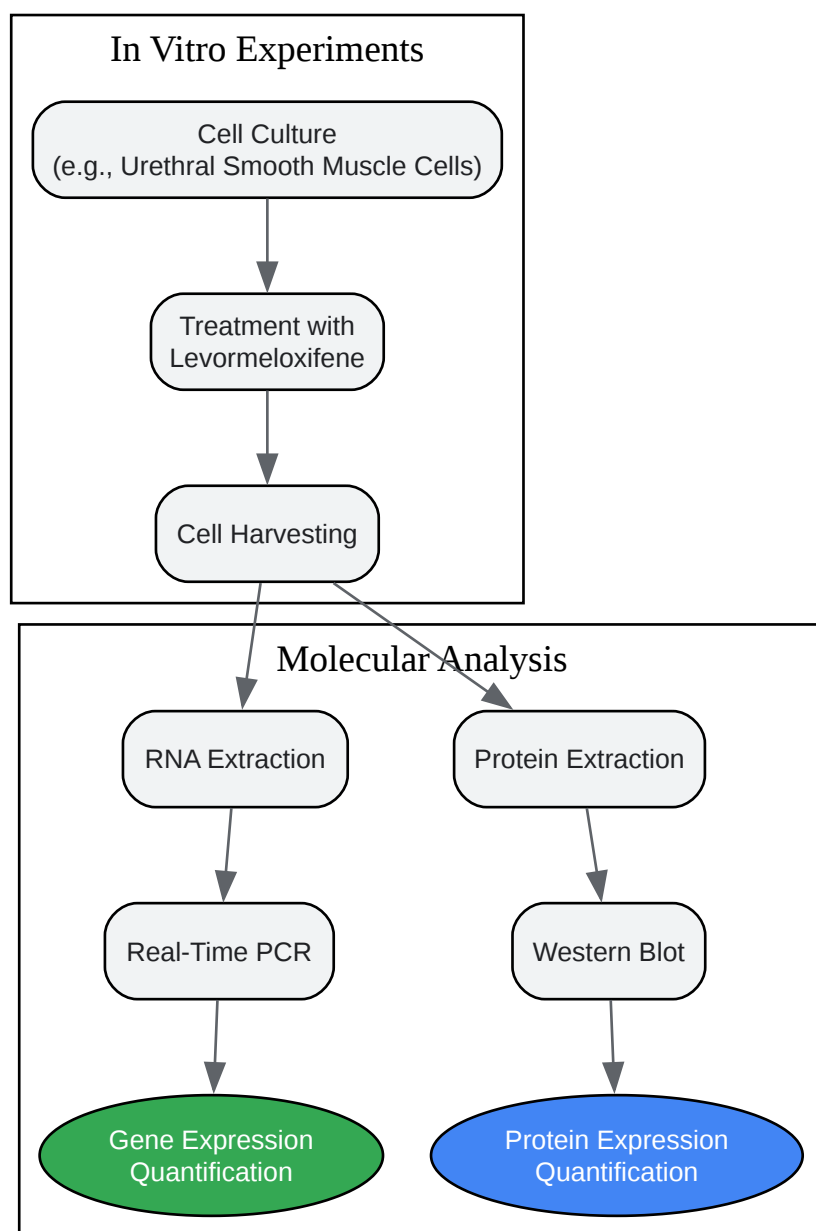 In Vitro Experiments
Cell Culture
(e.g., Urethral Smooth Muscle Cells)
Treatment with
Levormeloxifene
Cell Harvesting
Molecular Analysis
RNA Extraction
Protein Extraction
Real-Time PCR
Western Blot
Gene Expression
Quantification
Protein Expression
Quantification